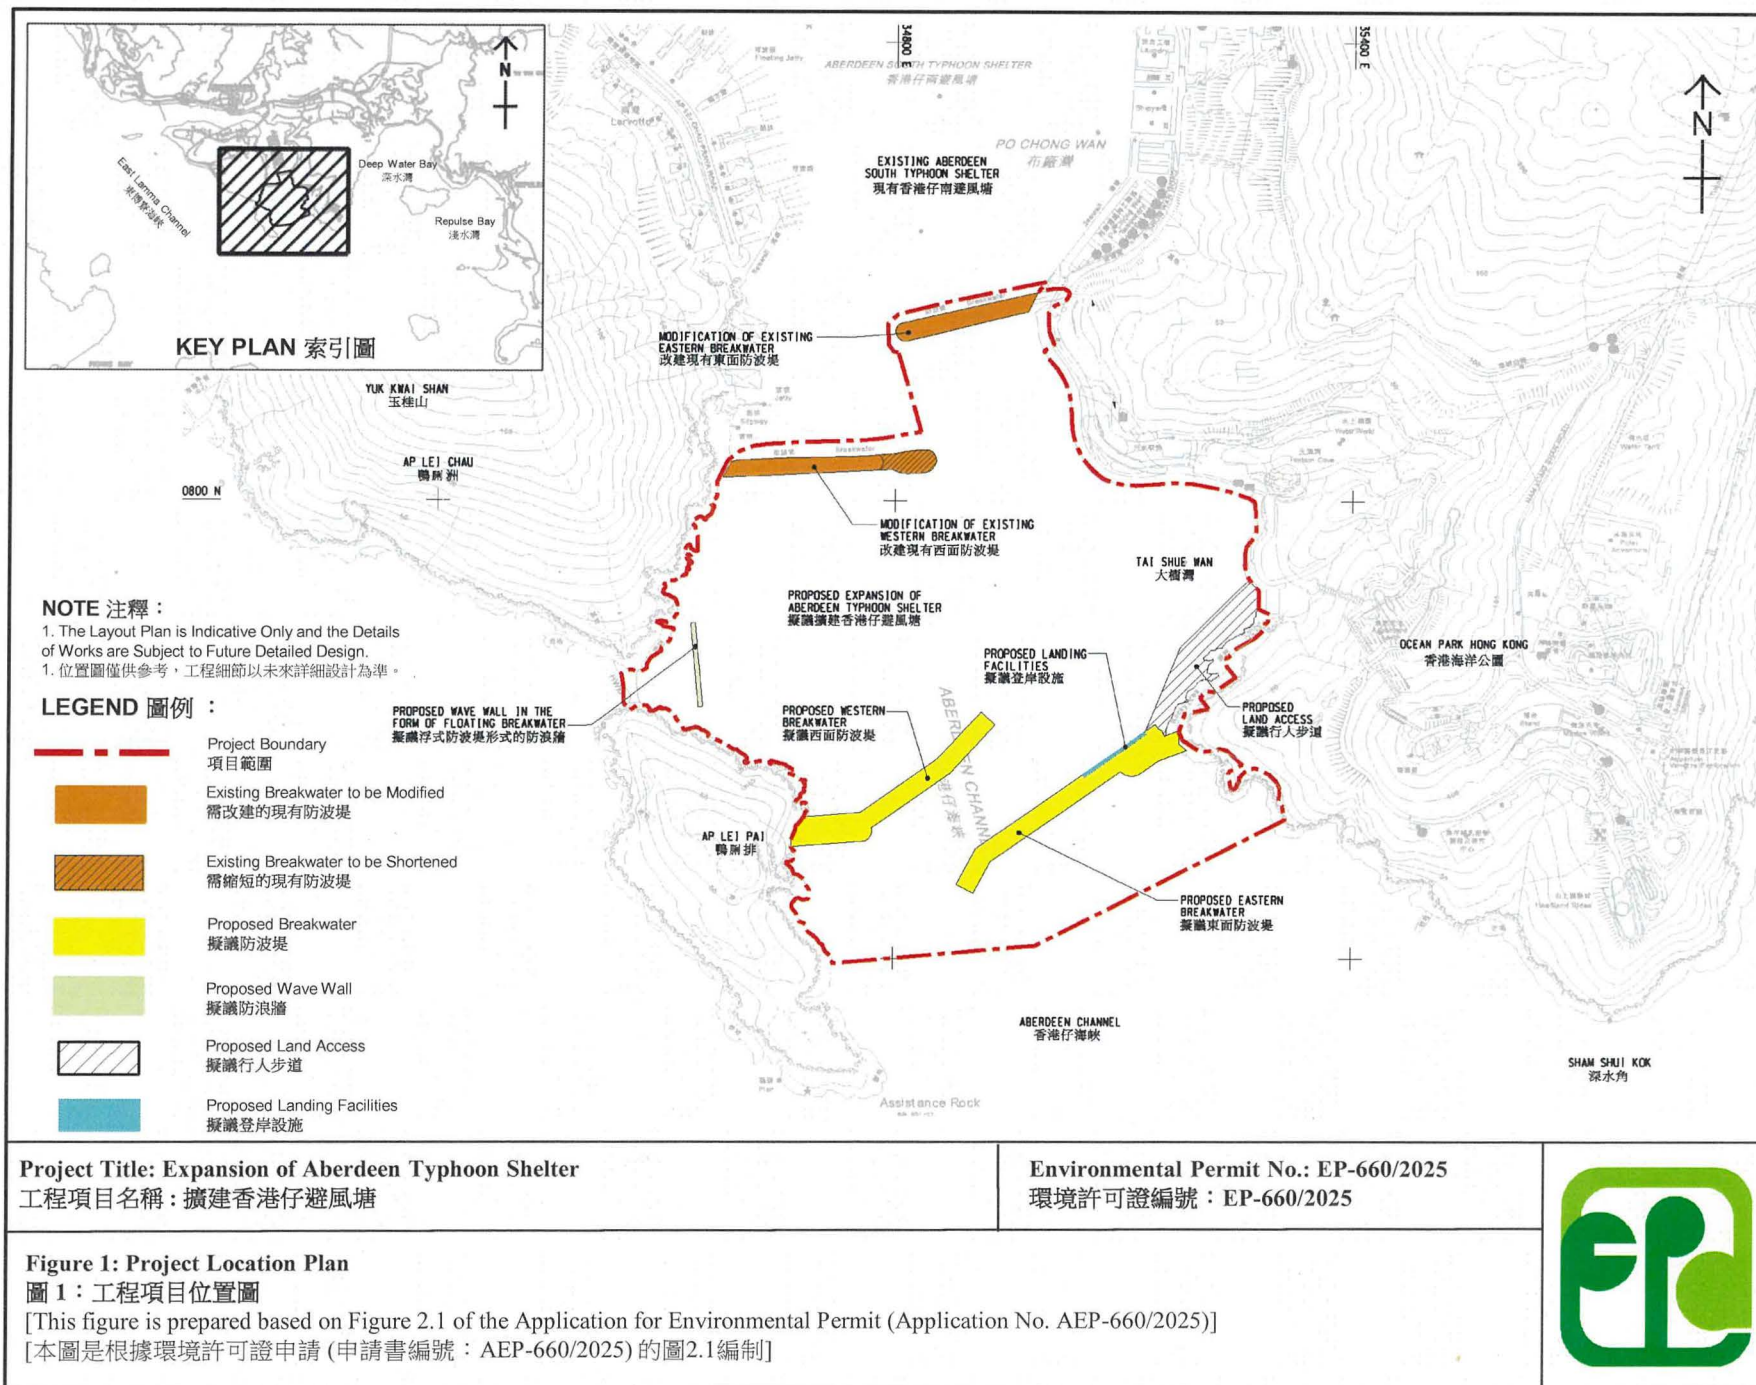 N
East Lamma Channel
東博寮海峽
Deep Water Bay
深水灣
Repulse Bay
淺水灣
KEY PLAN 索引圖
34800 E
35400 E
N
Floating Jetty
ABERDEEN SOUTH TYPHOON SHELTER
香港仔南避風塘
Larvotto
PO CHONG WAN
布廠灣
EXISTING ABERDEEN
SOUTH TYPHOON SHELTER
現有香港仔南避風塘
Breakwater
MODIFICATION OF EXISTING
EASTERN BREAKWATER
改建現有東面防波堤
YUK KWAI SHAN
玉桂山
Jetty
AP LEI CHAU
鴨脷洲
Breakwater
0800 N
MODIFICATION OF EXISTING
WESTERN BREAKWATER
改建現有西面防波堤
TAI SHUE WAN
大樹灣
PROPOSED EXPANSION OF
ABERDEEN TYPHOON SHELTER
擬議擴建香港仔避風塘
OCEAN PARK HONG KONG
香港海洋公園
PROPOSED LANDING
FACILITIES
擬議登岸設施
PROPOSED
LAND ACCESS
擬議行人步道
PROPOSED WAVE WALL IN THE
FORM OF FLOATING BREAKWATER
擬議浮式防波堤形式的防浪牆
PROPOSED WESTERN
BREAKWATER
擬議西面防波堤
ABERDEEN CHANNEL
香港仔海峽
AP LEI PAI
鴨脷排
PROPOSED EASTERN
BREAKWATER
擬議東面防波堤
ABERDEEN CHANNEL
香港仔海峽
SHAM SHUI KOK
深水角
Assistance Rock
NOTE 注釋：
1. The Layout Plan is Indicative Only and the Details
of Works are Subject to Future Detailed Design.
1. 位置圖僅供參考，工程細節以未來詳細設計為準。
LEGEND 圖例 ：
Project Boundary
項目範圍
Existing Breakwater to be Modified
需改建的現有防波堤
Existing Breakwater to be Shortened
需縮短的現有防波堤
Proposed Breakwater
擬議防波堤
Proposed Wave Wall
擬議防浪牆
Proposed Land Access
擬議行人步道
Proposed Landing Facilities
擬議登岸設施
Project Title: Expansion of Aberdeen Typhoon Shelter
工程項目名稱 : 擴建香港仔避風塘
Environmental Permit No.: EP-660/2025
環境許可證編號：EP-660/2025
Figure 1: Project Location Plan
圖 1：工程項目位置圖
[This figure is prepared based on Figure 2.1 of the Application for Environmental Permit (Application No. AEP-660/2025)]
[本圖是根據環境許可證申請 (申請書編號：AEP-660/2025) 的圖2.1編制]